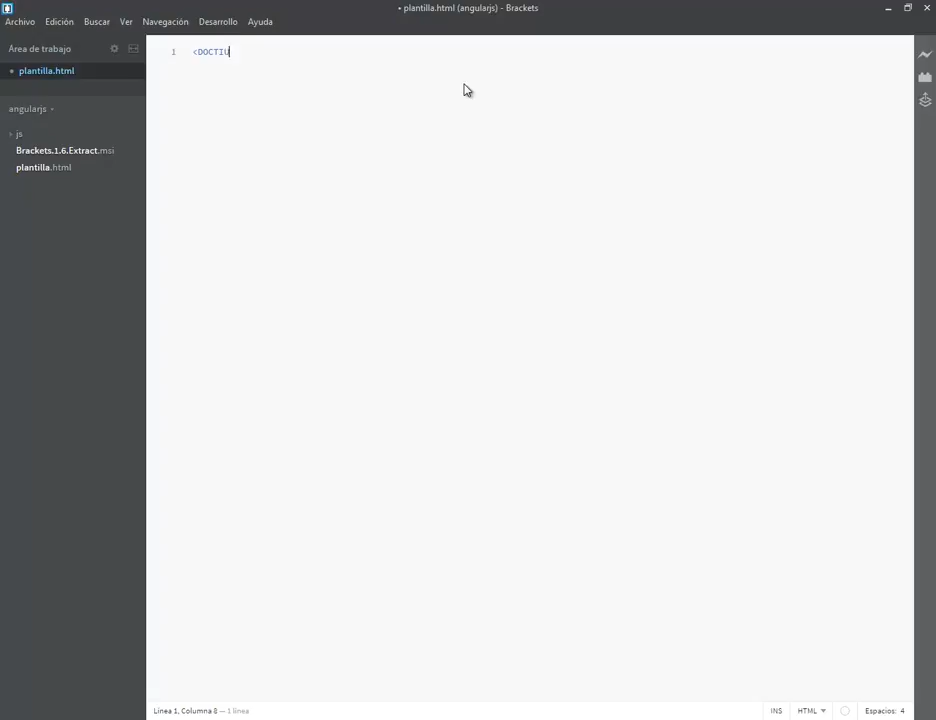 • plantilla.html (angularjs) - Brackets
Archivo Edición Buscar Ver Navegación Desarrollo Ayuda
Área de trabajo
• plantilla.html
angularjs
js
Brackets.1.6.Extract.msi
plantilla.html
1 <DOCTIU
Línea 1, Columna 8 — 1 línea
INS HTML Espacios: 4